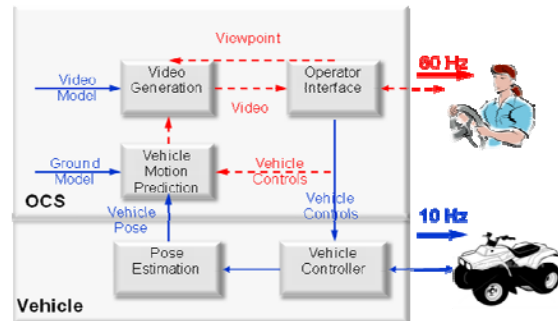 Viewpoint
60 Hz
Video
Model
Video
Generation
Operator
Interface
Video
Ground
Model
Vehicle
Motion
Prediction
Vehicle
Controls
OCS
Vehicle
Pose
Vehicle
Controls
10 Hz
Pose
Estimation
Vehicle
Controller
Vehicle